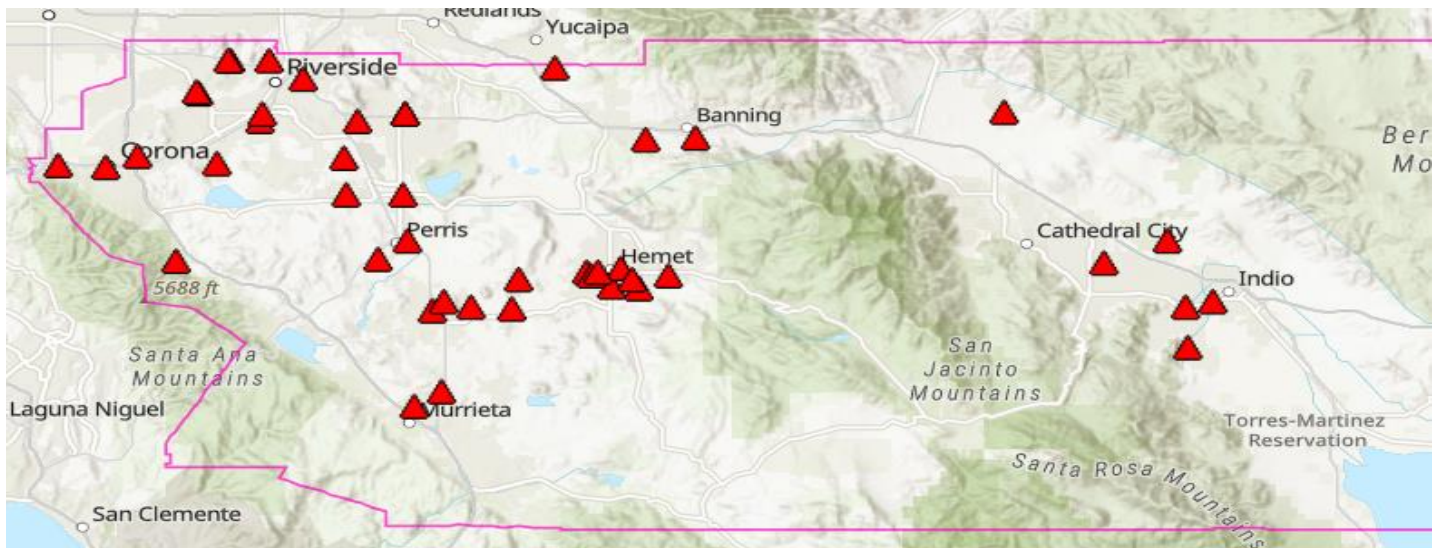 Redlands
Yucaipa
Riverside
Banning
Corona
Ber
Mo
Perris
Cathedral City
Hemet
Indio
5688 ft
Santa Ana
Mountains
San
Jacinto
Mountains
Laguna Niguel
Murrieta
Torres-Martinez
Reservation
Santa Rosa Mountains
San Clemente